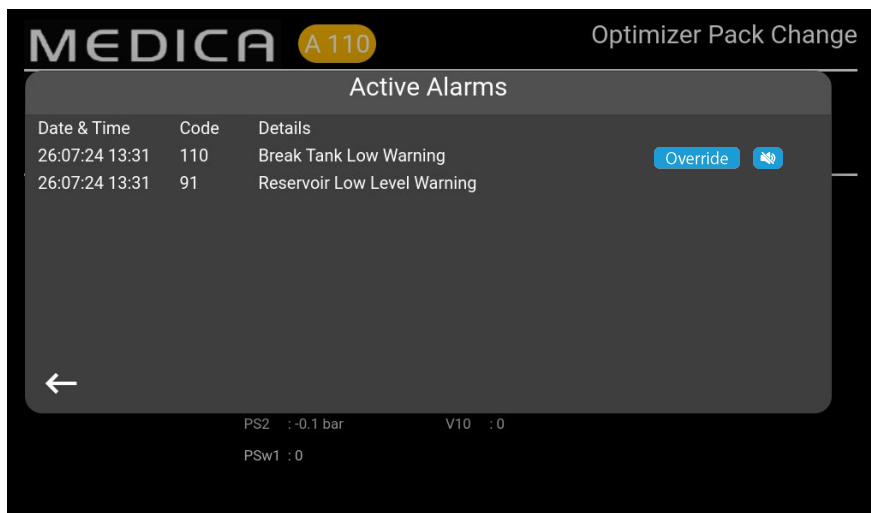 MEDICA A 110 Optimizer Pack Change
Active Alarms
Date & Time Code Details
26:07:24 13:31 110 Break Tank Low Warning Override
26:07:24 13:31 91 Reservoir Low Level Warning
PS2 : -0.1 bar V10 : 0
PSw1 : 0